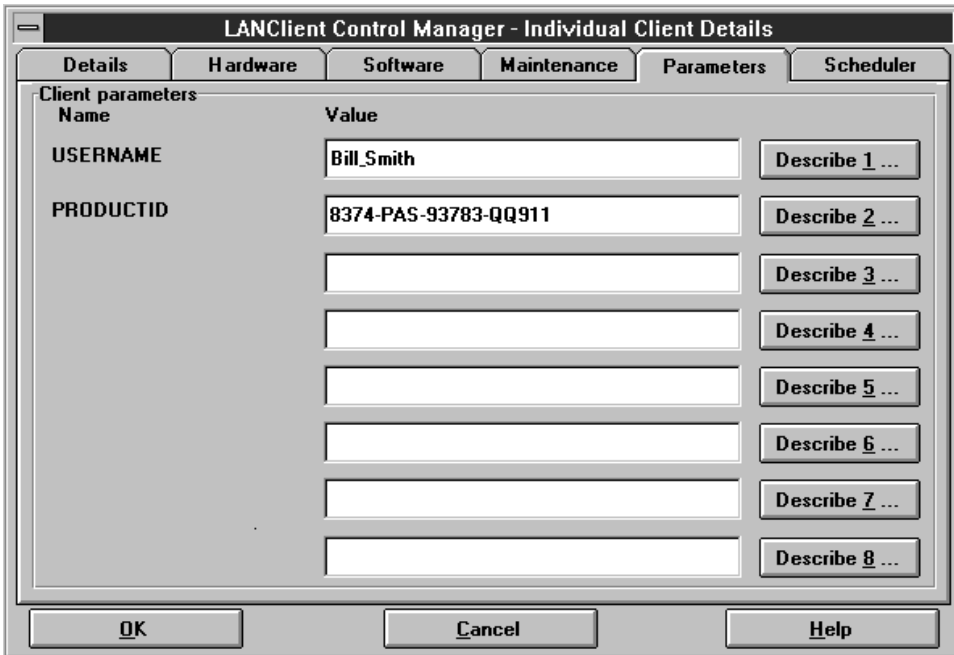 LANClient Control Manager - Individual Client Details
Details Hardware Software Maintenance Parameters Scheduler
Client parameters
Name Value
USERNAME Bill_Smith Describe 1 ...
PRODUCTID 8374-PAS-93783-QQ911 Describe 2 ...
Describe 3 ...
Describe 4 ...
Describe 5 ...
Describe 6 ...
Describe 7 ...
Describe 8 ...
OK Cancel Help